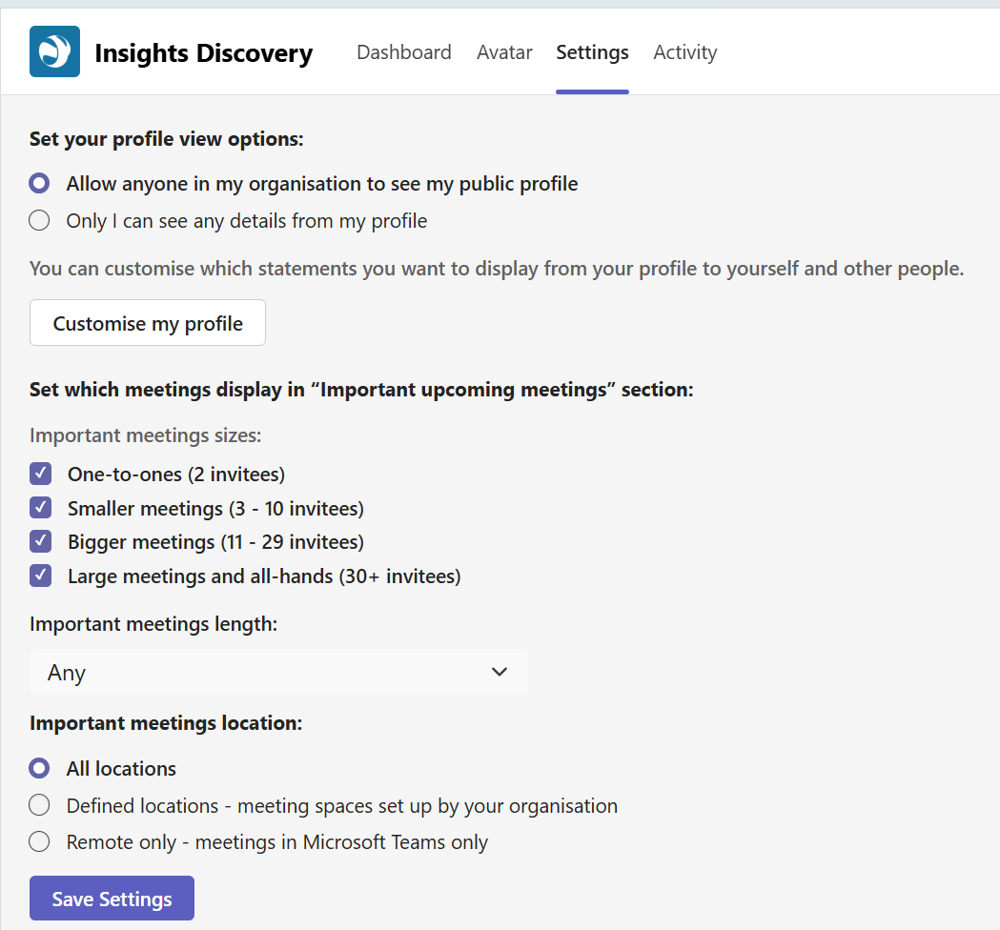 Insights Discovery
Dashboard
Avatar
Settings
Activity
Set your profile view options:
Allow anyone in my organisation to see my public profile
Only I can see any details from my profile
You can customise which statements you want to display from your profile to yourself and other people.
Customise my profile
Set which meetings display in “Important upcoming meetings” section:
Important meetings sizes:
One-to-ones (2 invitees)
Smaller meetings (3 - 10 invitees)
Bigger meetings (11 - 29 invitees)
Large meetings and all-hands (30+ invitees)
Important meetings length:
Any
Important meetings location:
All locations
Defined locations - meeting spaces set up by your organisation
Remote only - meetings in Microsoft Teams only
Save Settings